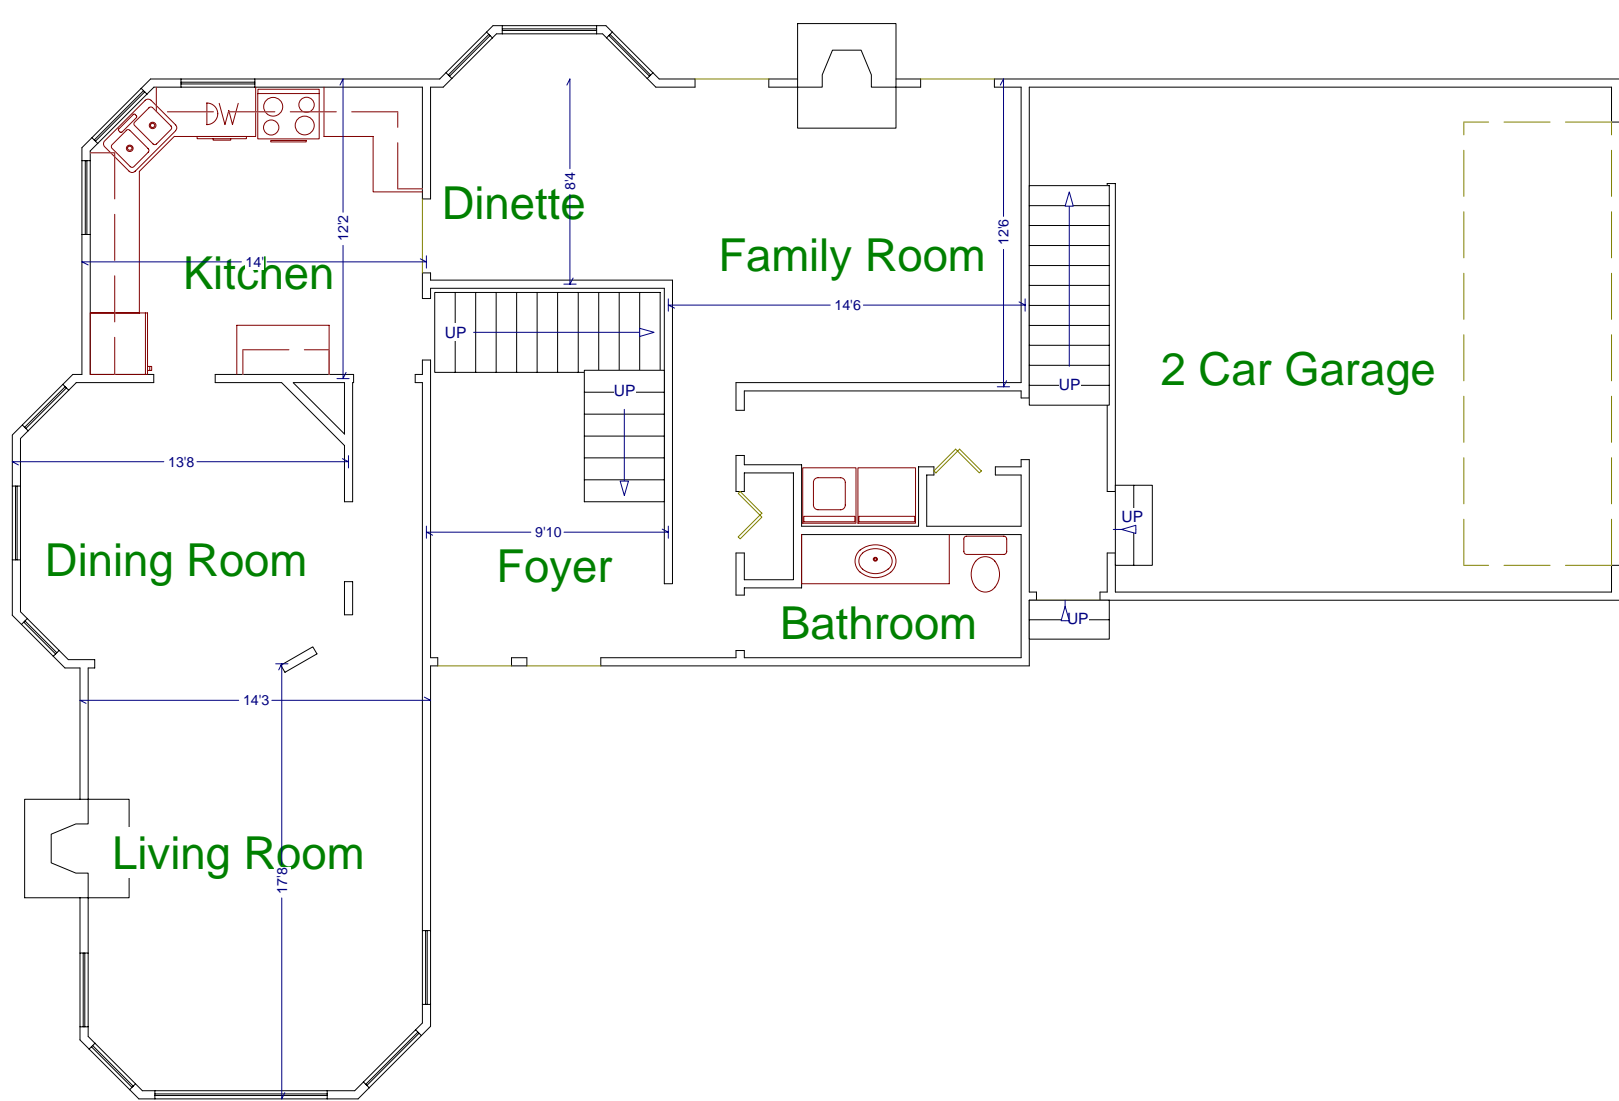 DW
8'4
Dinette
12'2
12'6
Family Room
14'
Kitchen
14'6
UP
2 Car Garage
UP
UP
13'8
UP
9'10
Dining Room
Foyer
Bathroom
UP
14'3
Living Room
17'8